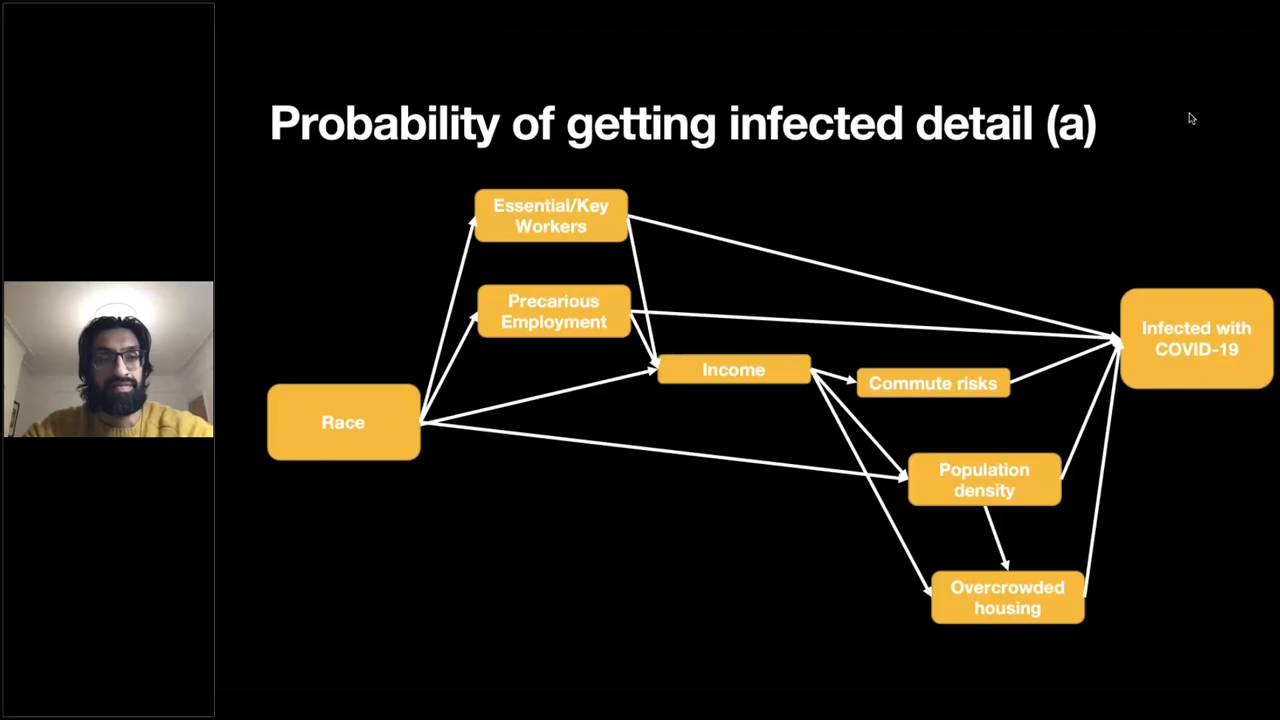 Probability of getting infected detail (a)
Essential/Key
Workers
Precarious
Employment
Infected with
COVID-19
Income
Commute risks
Race
Population
density
Overcrowded
housing